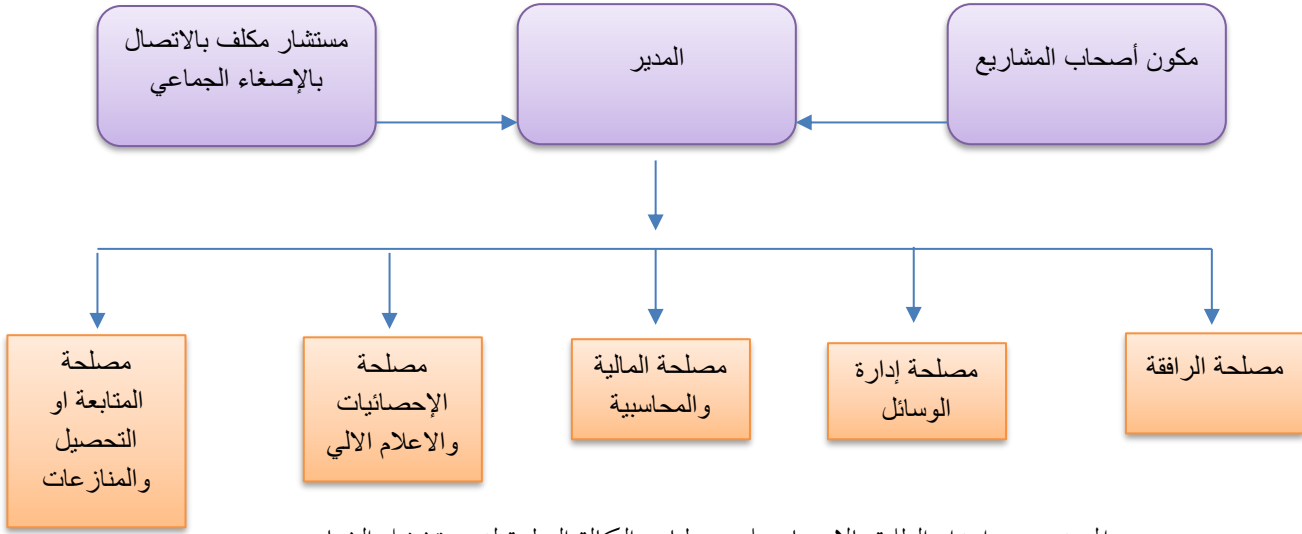 مكون أصحاب المشاريع
المدير
مستشار مكلف بالاتصال
بالإصغاء الجماعي
مصلحة الرافقة
مصلحة إدارة
الوسائل
مصلحة المالية
والمحاسبية
مصلحة
الإحصائيات
والاعلام الالي
مصلحة
المتابعة او
التحصيل
والمنازعات